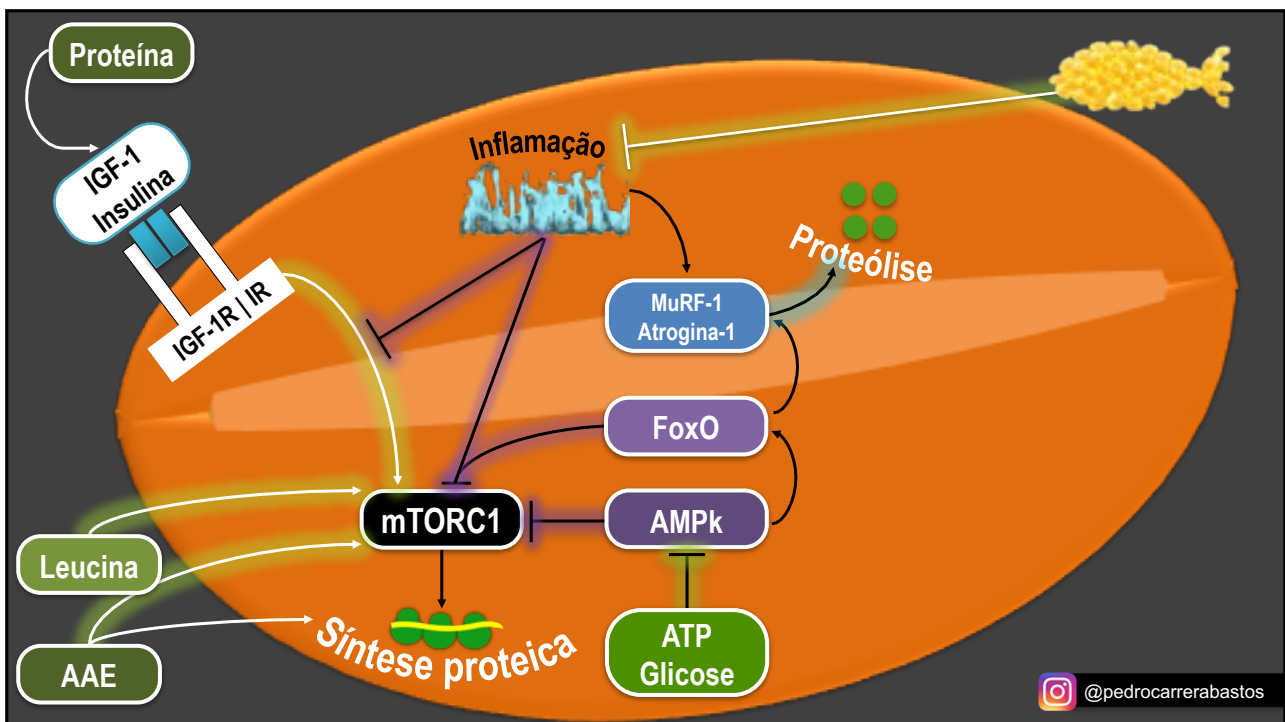 Proteína
IGF-1
Insulina
IGF-1R | IR
Inflamação
Proteólise
MuRF-1
Atrogina-1
FoxO
mTORC1
AMPk
Leucina
AAE
Síntese proteica
ATP
Glicose
@pedrocarrerabastos